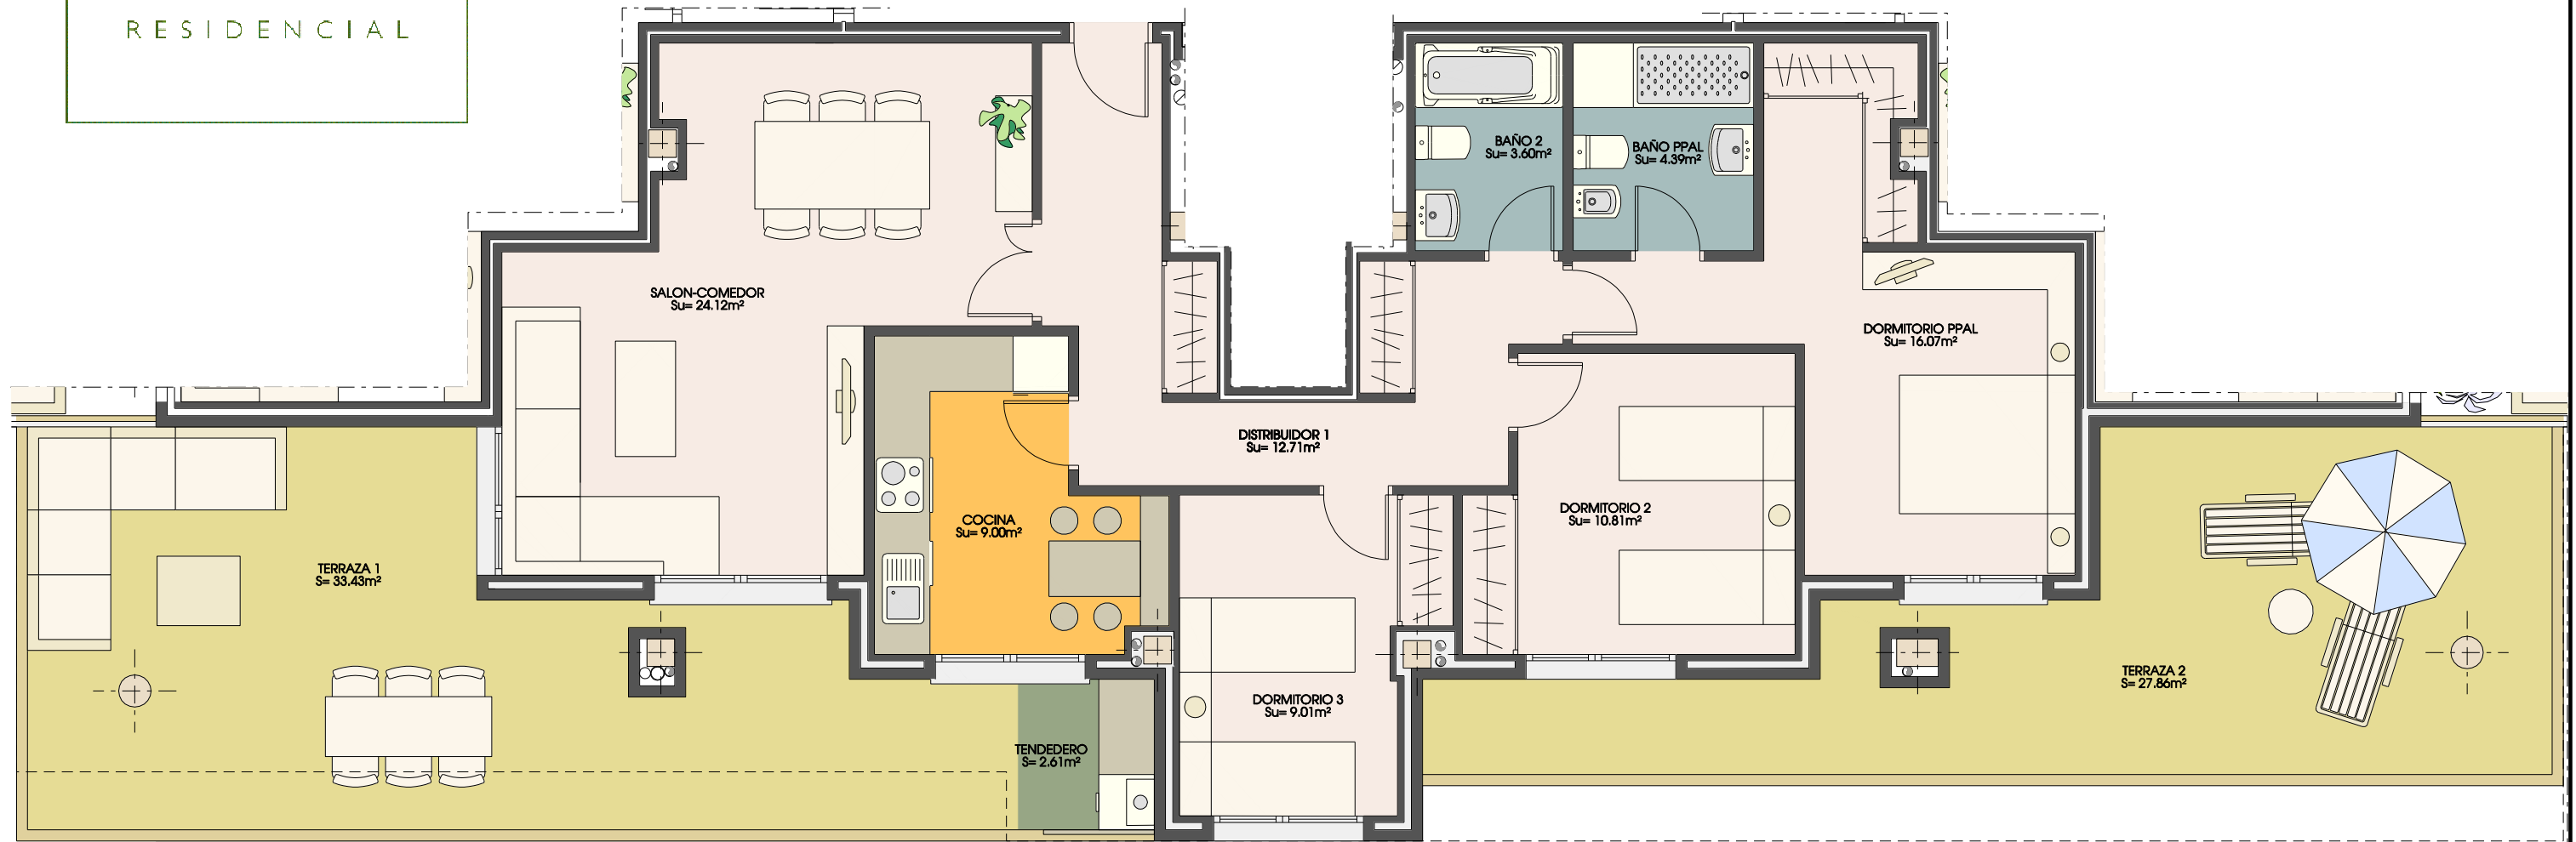 RESIDENCIAL
BAÑO 2
Su= 3.60m²
BAÑO PPAL
Su= 4.39m²
SALON-COMEDOR
Su= 24.12m²
DORMITORIO PPAL
Su= 16.07m²
DISTRIBUIDOR 1
Su= 12.71m²
COCINA
Su= 9.00m²
DORMITORIO 2
Su= 10.81m²
TERRAZA 1
S= 33.43m²
TERRAZA 2
S= 27.86m²
DORMITORIO 3
Su= 9.01m²
TENDEDERO
S= 2.61m²